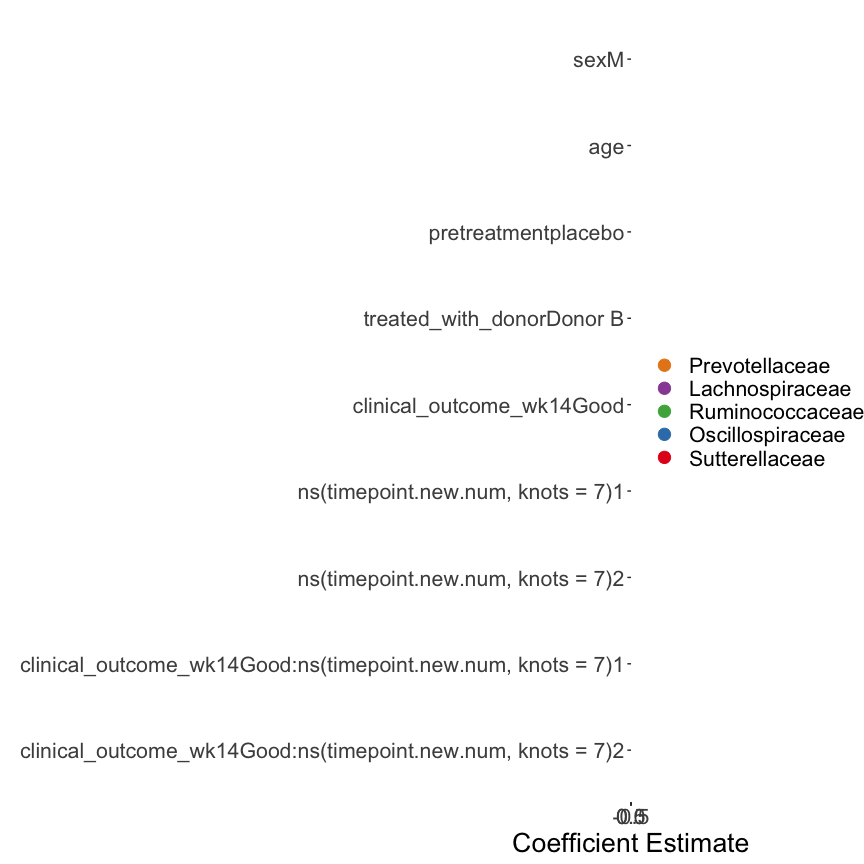 sexM
age
pretreatmentplacebo
treated_with_donorDonor B
clinical_outcome_wk14Good
ns(timepoint.new.num, knots = 7)1
ns(timepoint.new.num, knots = 7)2
clinical_outcome_wk14Good:ns(timepoint.new.num, knots = 7)1
clinical_outcome_wk14Good:ns(timepoint.new.num, knots = 7)2
Prevotellaceae
Lachnospiraceae
Ruminococcaceae
Oscillospiraceae
Sutterellaceae
Coefficient Estimate